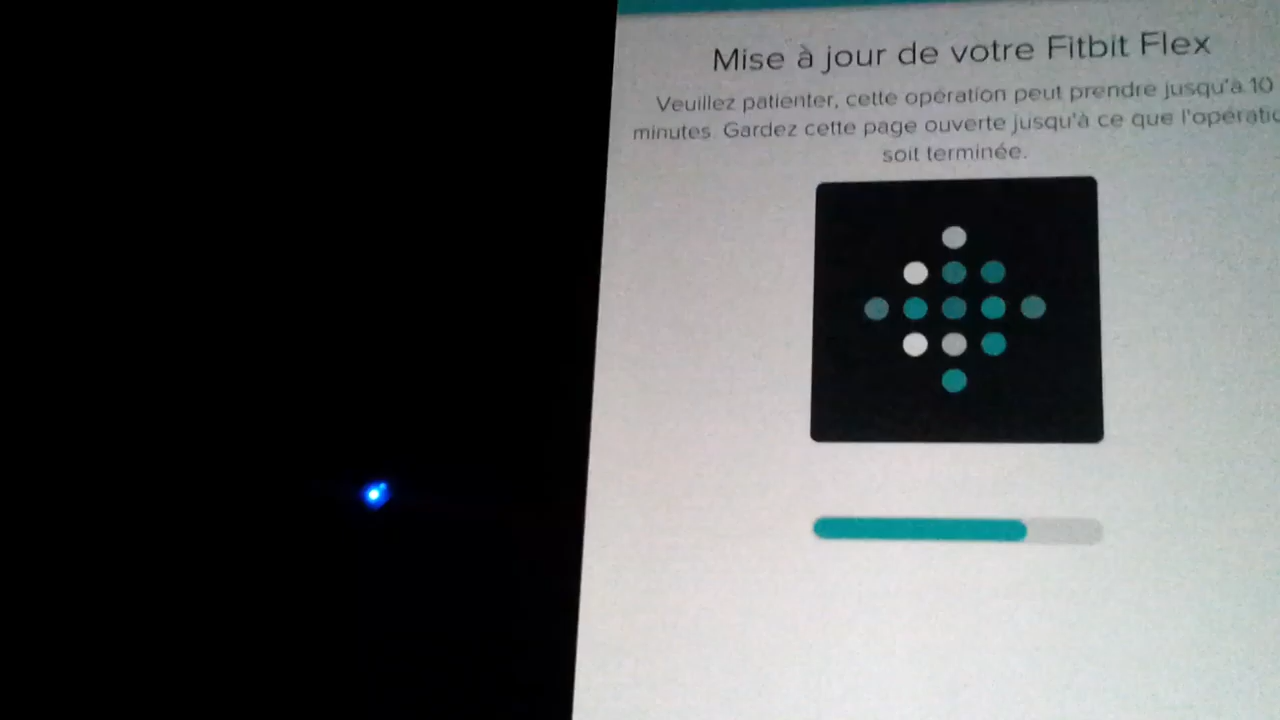 Mise à jour de votre Fitbit Flex
Veuillez patienter, cette opération peut prendre jusqu'à 10
minutes. Gardez cette page ouverte jusqu'à ce que l'opératio
soit terminée.